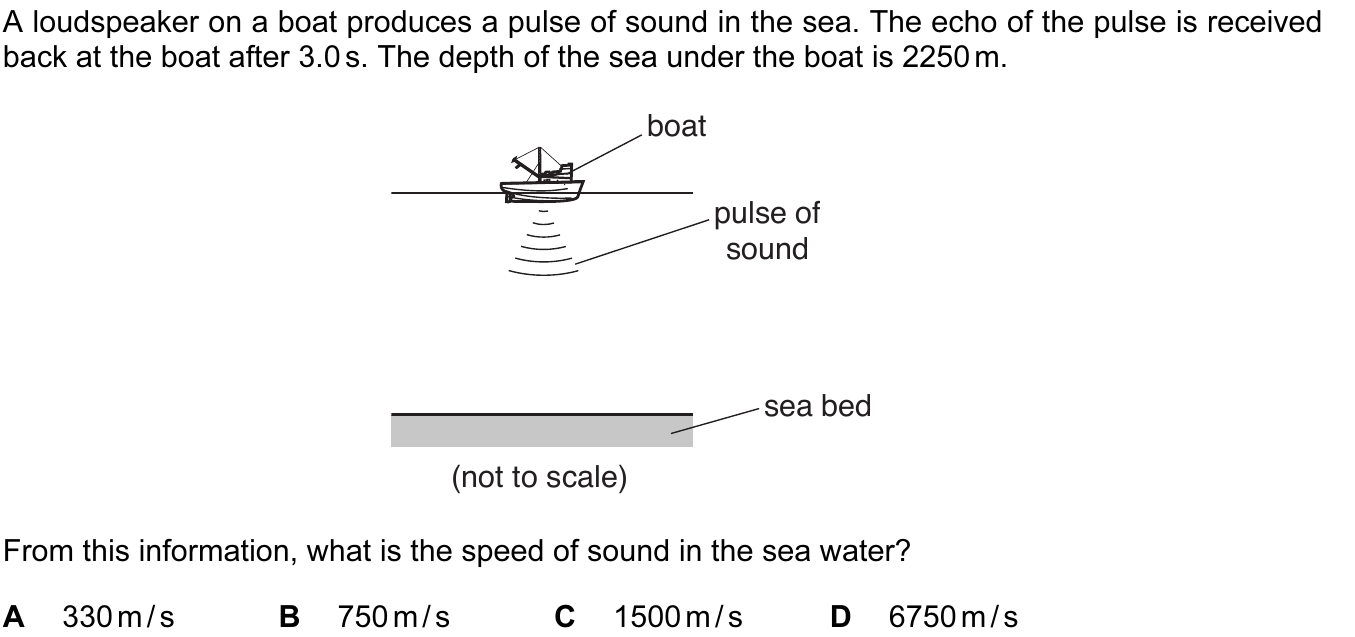 A loudspeaker on a boat produces a pulse of sound in the sea. The echo of the pulse is received
back at the boat after 3.0 s. The depth of the sea under the boat is 2250 m.
boat
pulse of
sound
sea bed
(not to scale)
From this information, what is the speed of sound in the sea water?
A 330 m / s B 750 m / s C 1500 m / s D 6750 m / s